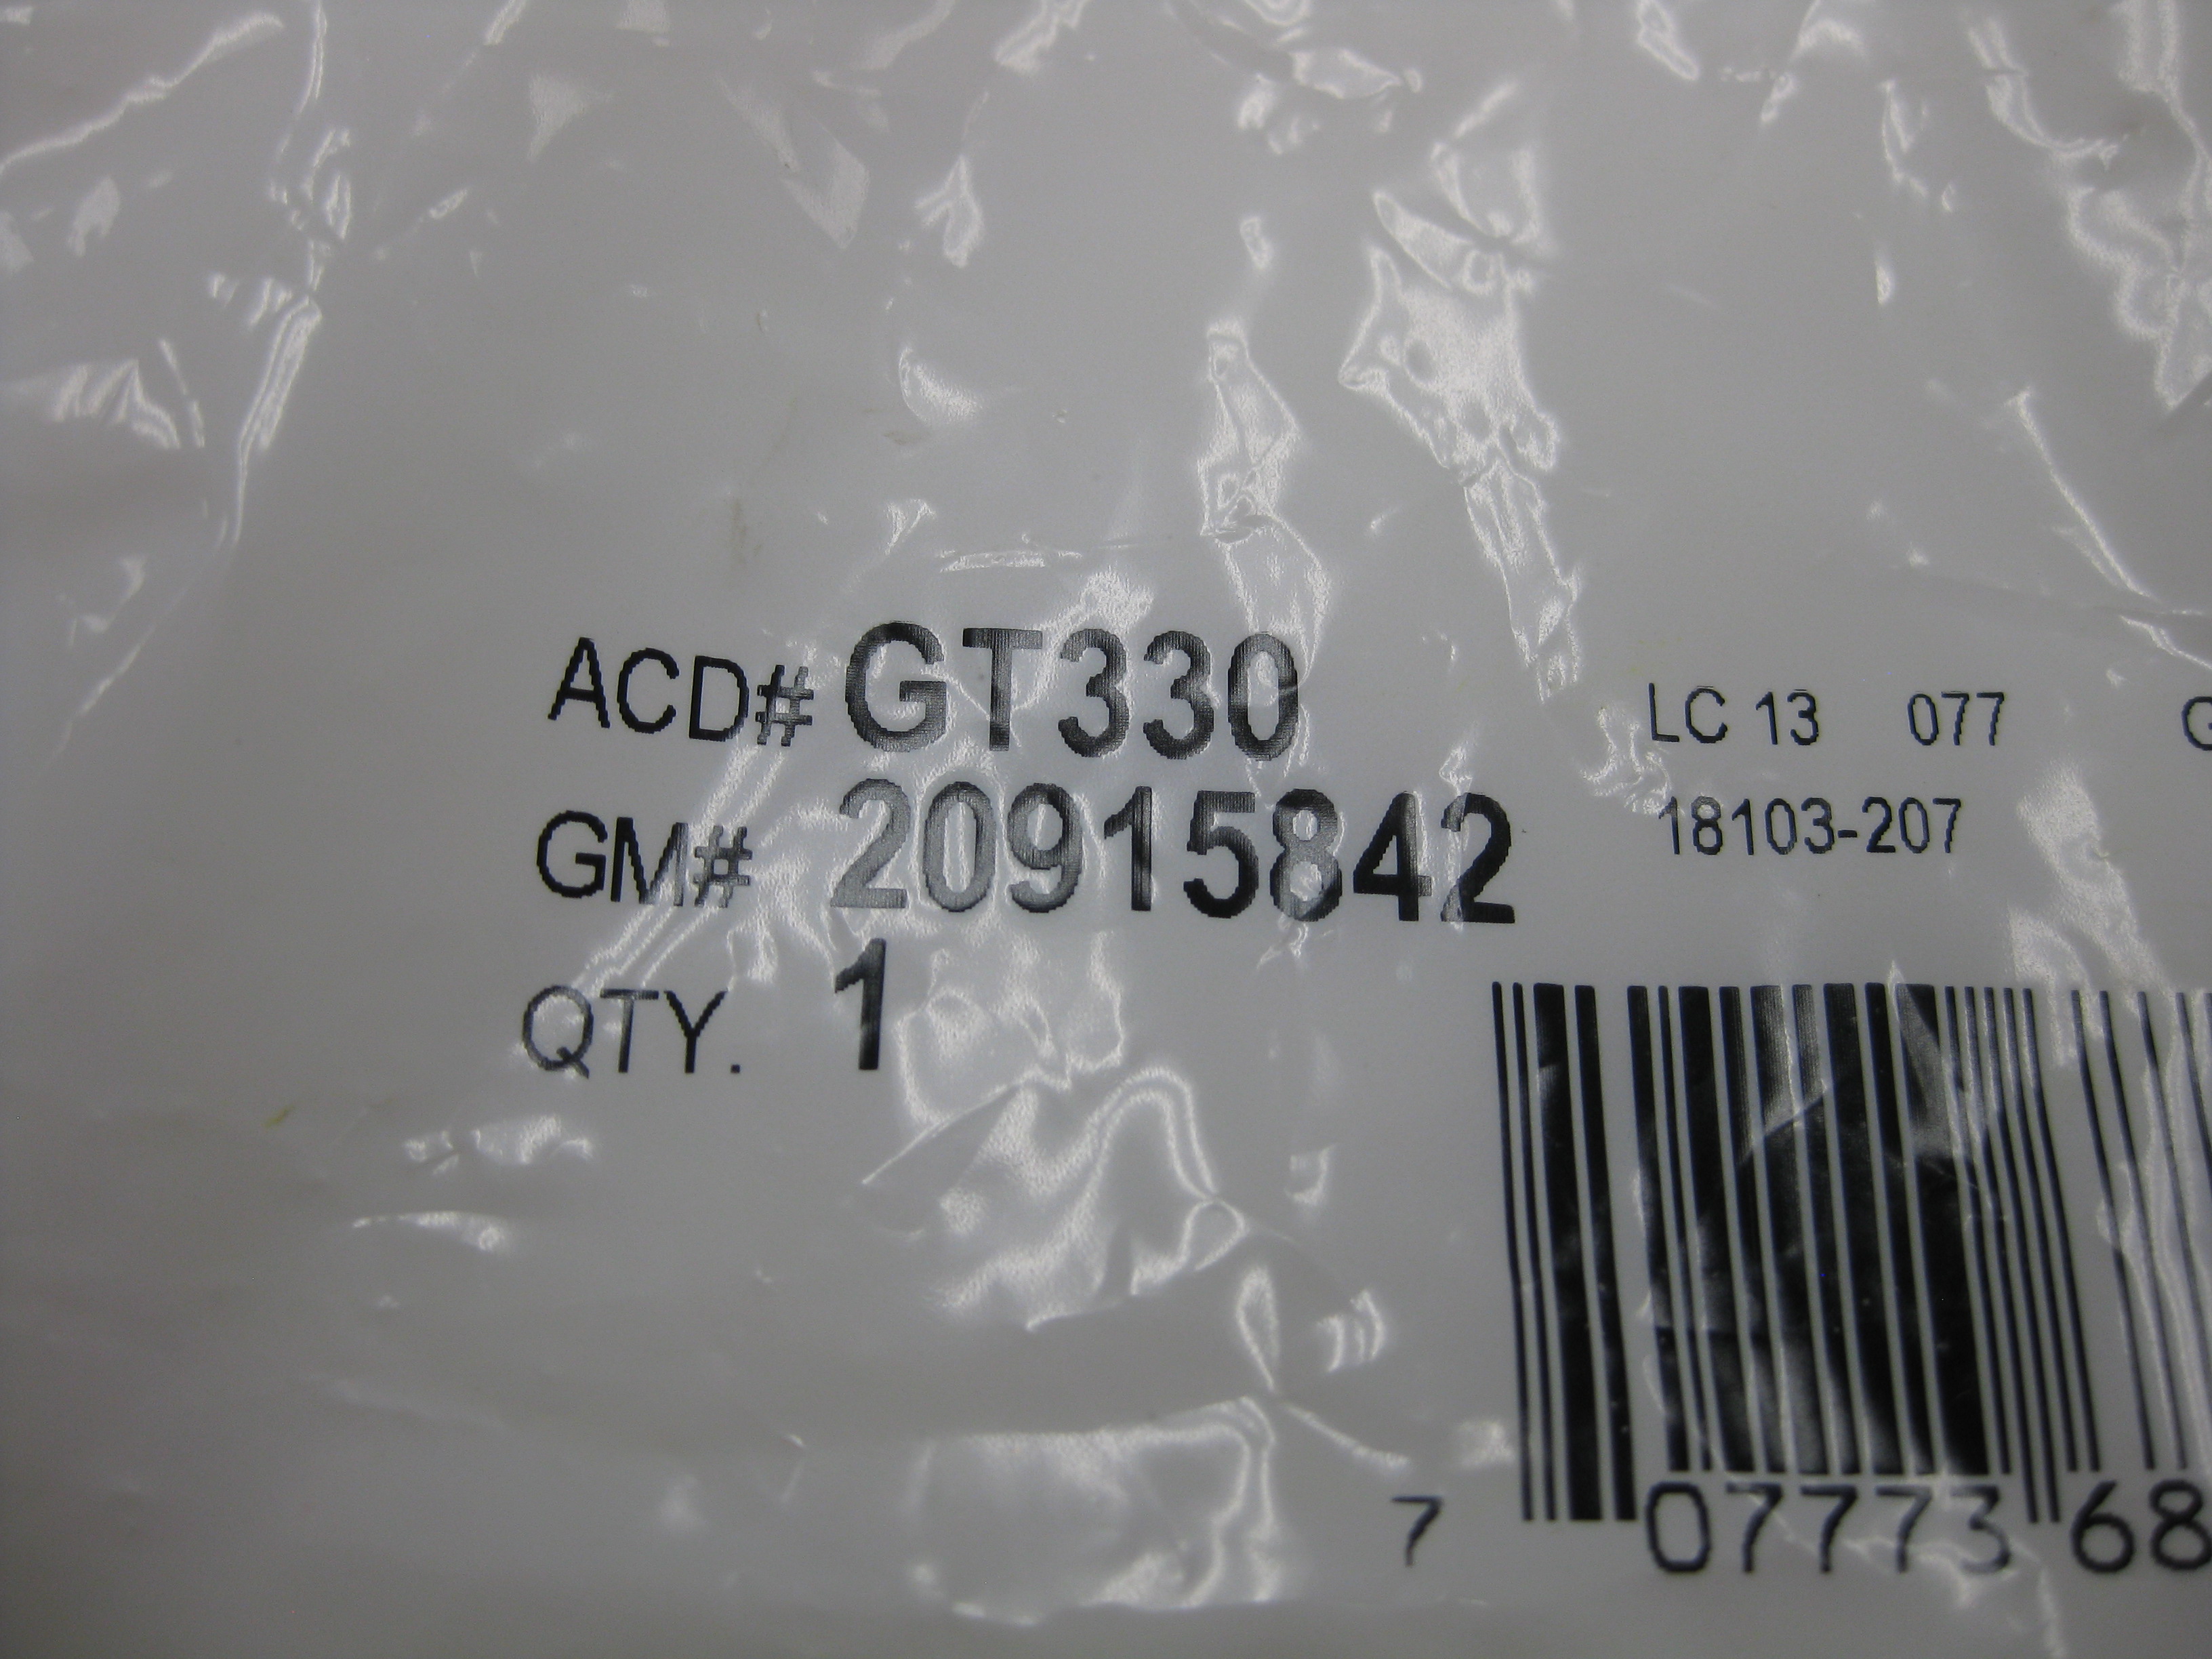 ACD# GT330
GM# 20915842
QTY. 1
LC 13 077 G
18103-207
7 07773 68